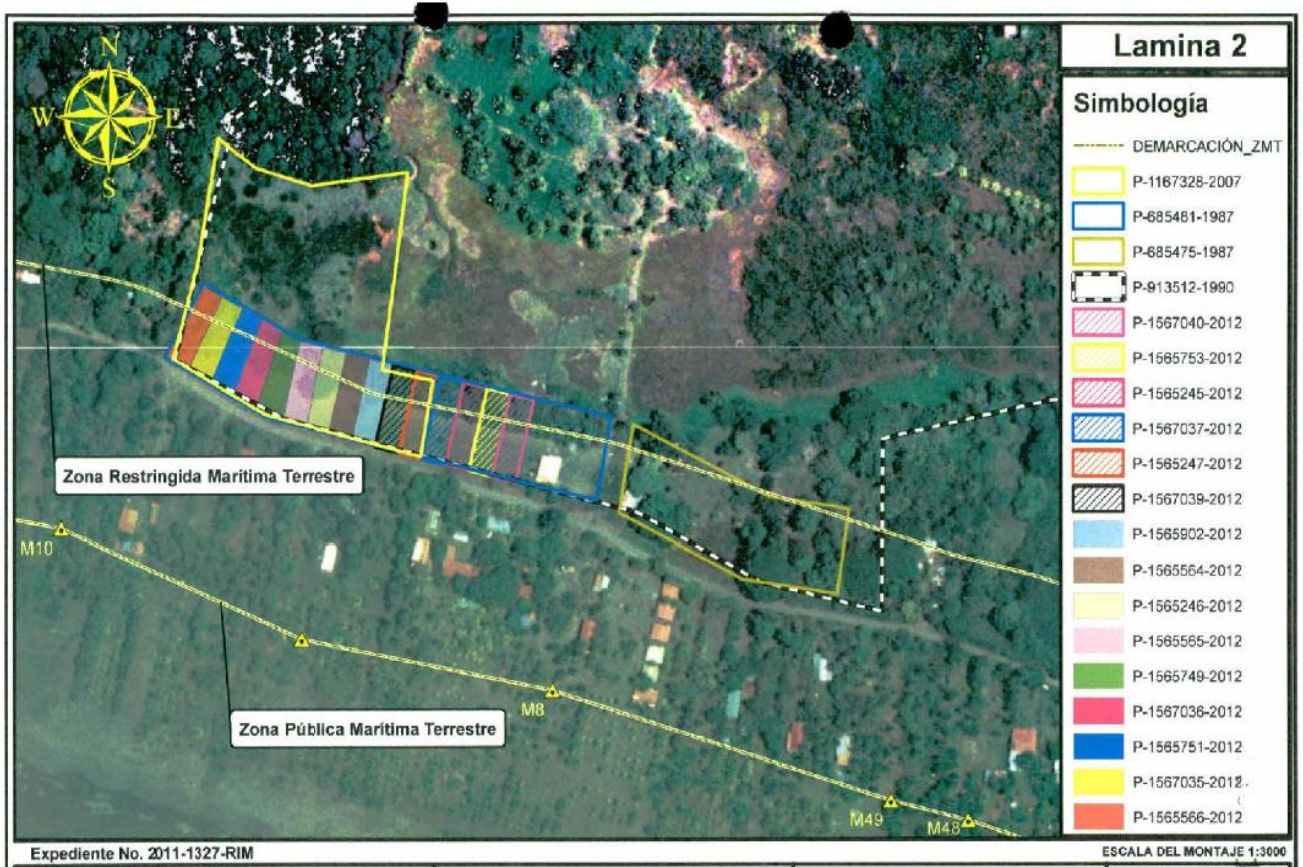 Lamina 2
Simbología
DEMARCACIÓN_ZMT
P-1167328-2007
P-685481-1987
P-685475-1987
P-913512-1990
P-1567040-2012
P-1565753-2012
P-1565245-2012
P-1567037-2012
P-1565247-2012
P-1567039-2012
P-1565902-2012
P-1565564-2012
P-1565246-2012
P-1565565-2012
P-1565749-2012
P-1567036-2012
P-1565751-2012
P-1567035-2012
P-1565566-2012
N
W E
S
Zona Restringida Marítima Terrestre
M10
Zona Pública Marítima Terrestre
M8
M49
M48
Expediente No. 2011-1327-RIM
ESCALA DEL MONTAJE 1:3000